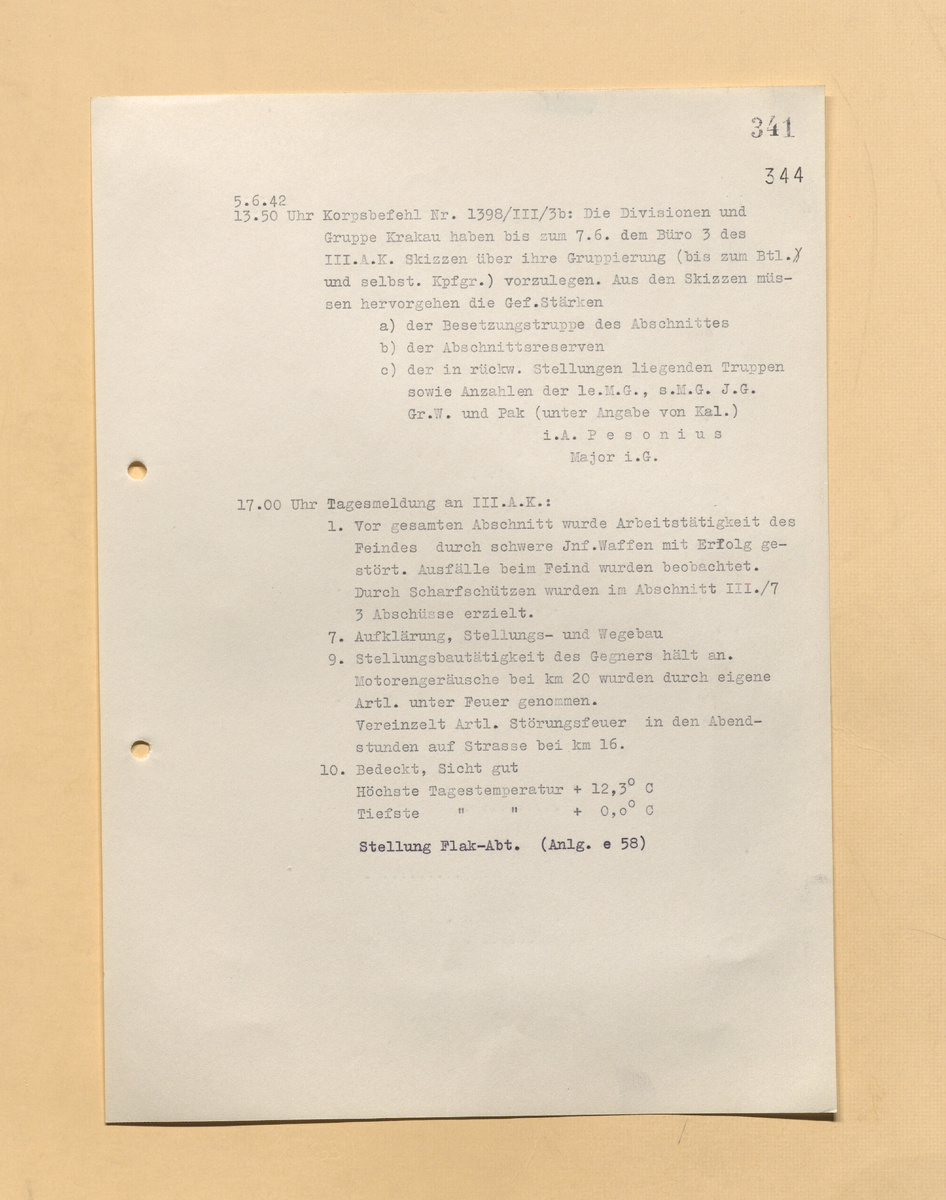 341
344
5.6.42
13.50 Uhr Korpsbefehl Nr. 1398/III/3b: Die Divisionen und
Gruppe Krakau haben bis zum 7.6. dem Büro 3 des
III.A.K. Skizzen über ihre Gruppierung (bis zum Btl.)
und selbst. Kpfgr.) vorzulegen. Aus den Skizzen müs-
sen hervorgehen die Gef.Stärken
a) der Besetzungstruppe des Abschnittes
b) der Abschnittsreserven
c) der in rückw. Stellungen liegenden Truppen
sowie Anzahlen der le.M.G., s.M.G. J.G.
Gr.W. und Pak (unter Angabe von Kal.)
i.A. P e s o n i u s
Major i.G.
17.00 Uhr Tagesmeldung an III.A.K.:
1. Vor gesamten Abschnitt wurde Arbeitstätigkeit des
Feindes durch schwere Jnf.Waffen mit Erfolg ge-
stört. Ausfälle beim Feind wurden beobachtet.
Durch Scharfschützen wurden im Abschnitt III./7
3 Abschüsse erzielt.
7. Aufklärung, Stellungs- und Wegebau
9. Stellungsbautätigkeit des Gegners hält an.
Motorengeräusche bei km 20 wurden durch eigene
Artl. unter Feuer genommen.
Vereinzelt Artl. Störungsfeuer in den Abend-
stunden auf Strasse bei km 16.
10. Bedeckt, Sicht gut
Höchste Tagestemperatur + 12,3° C
Tiefste " " + 0,o° C
Stellung Flak-Abt. (Anlg. e 58)